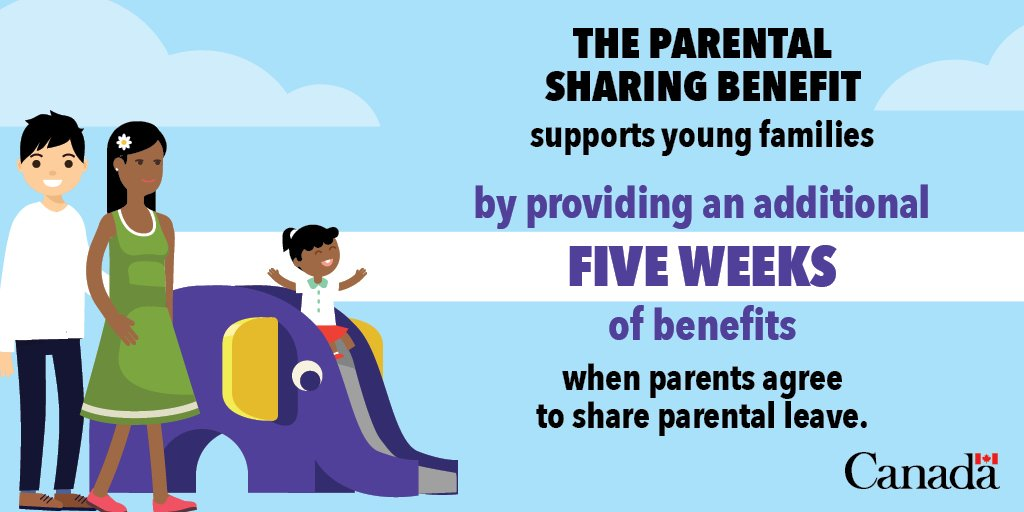 THE PARENTAL
SHARING BENEFIT
supports young families
by providing an additional
FIVE WEEKS
of benefits
when parents agree
to share parental leave.
Canada